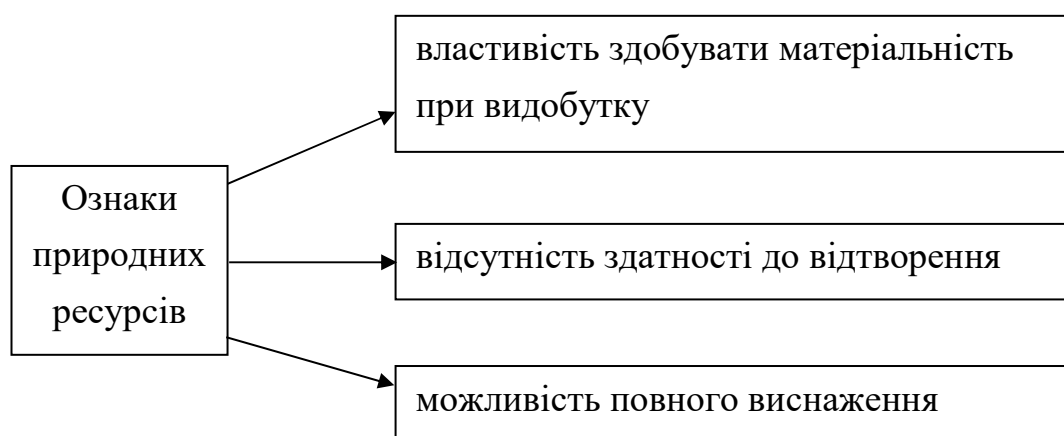 властивість здобувати матеріальність
при видобутку
Ознаки
природних
ресурсів
відсутність здатності до відтворення
можливість повного виснаження